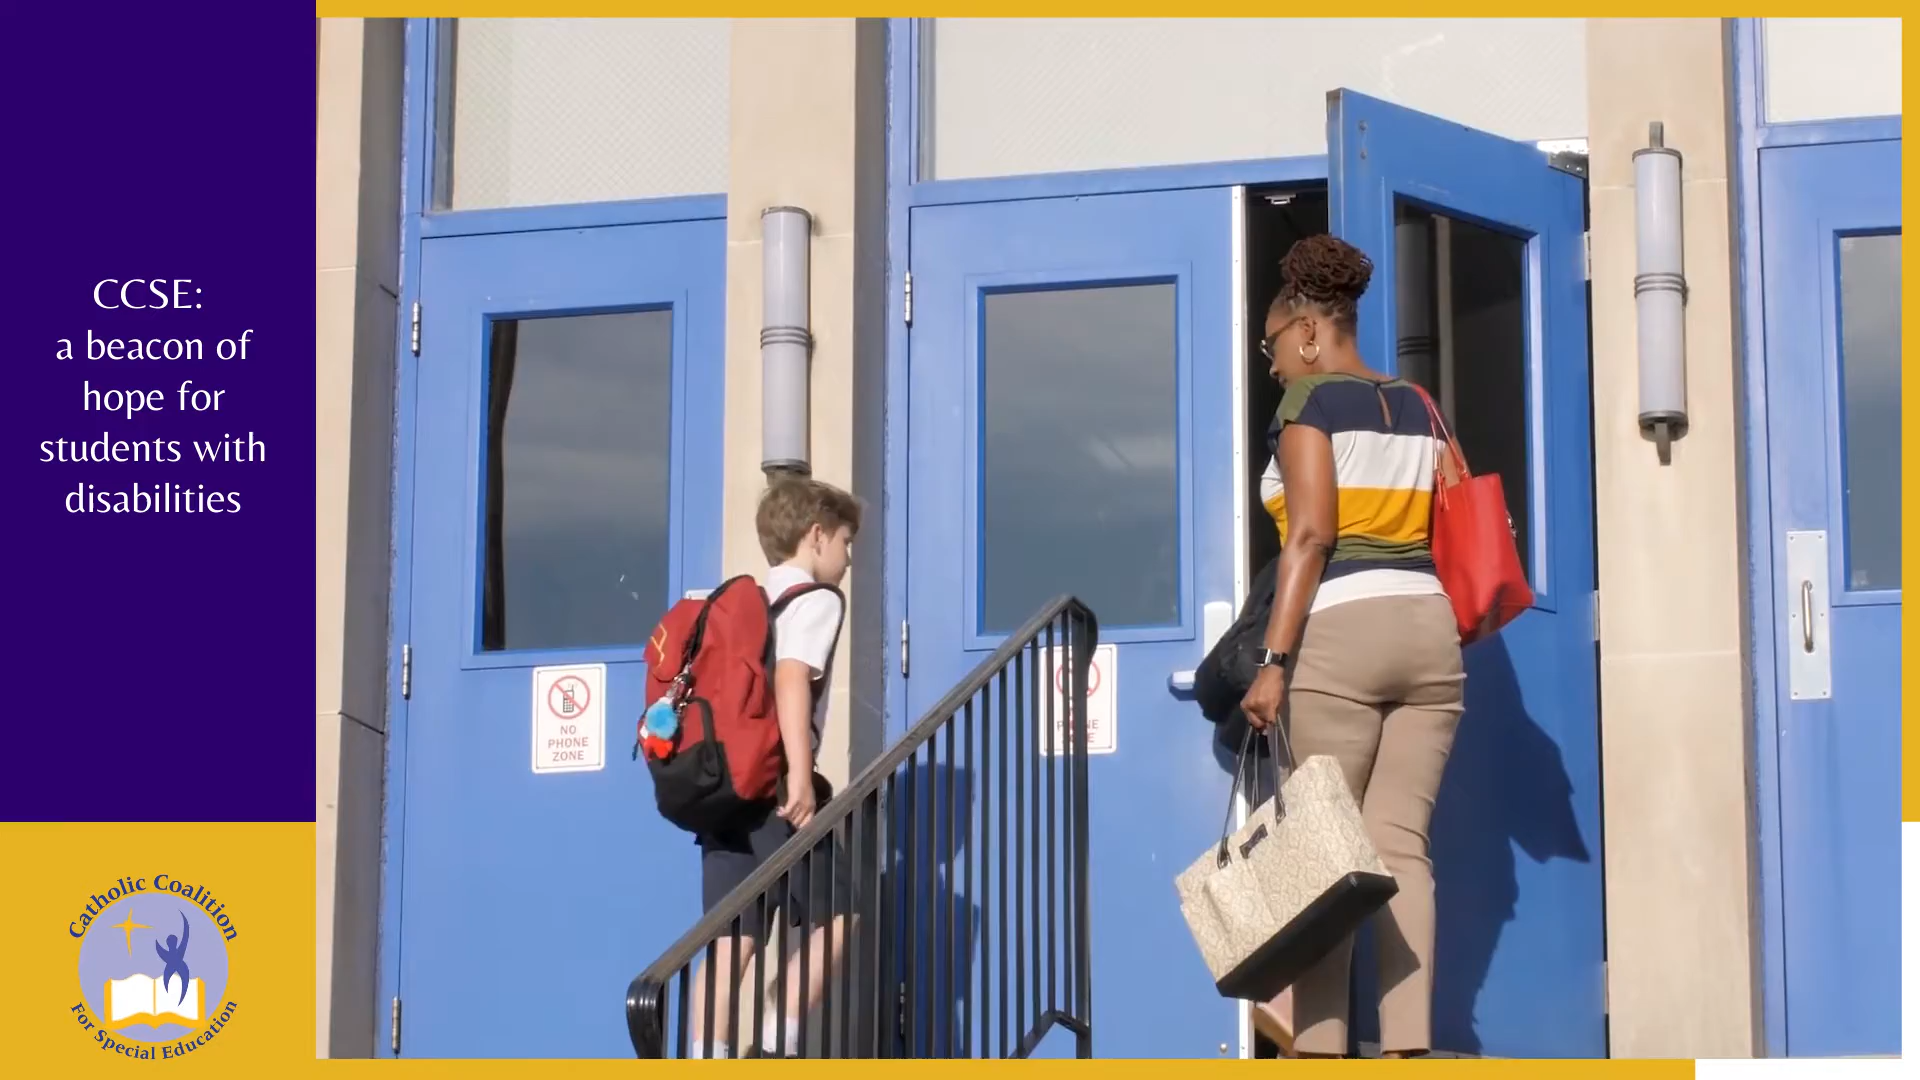 CCSE:
a beacon of
hope for
students with
disabilities
Catholic Coalition
For Special Education
NO
PHONE
ZONE